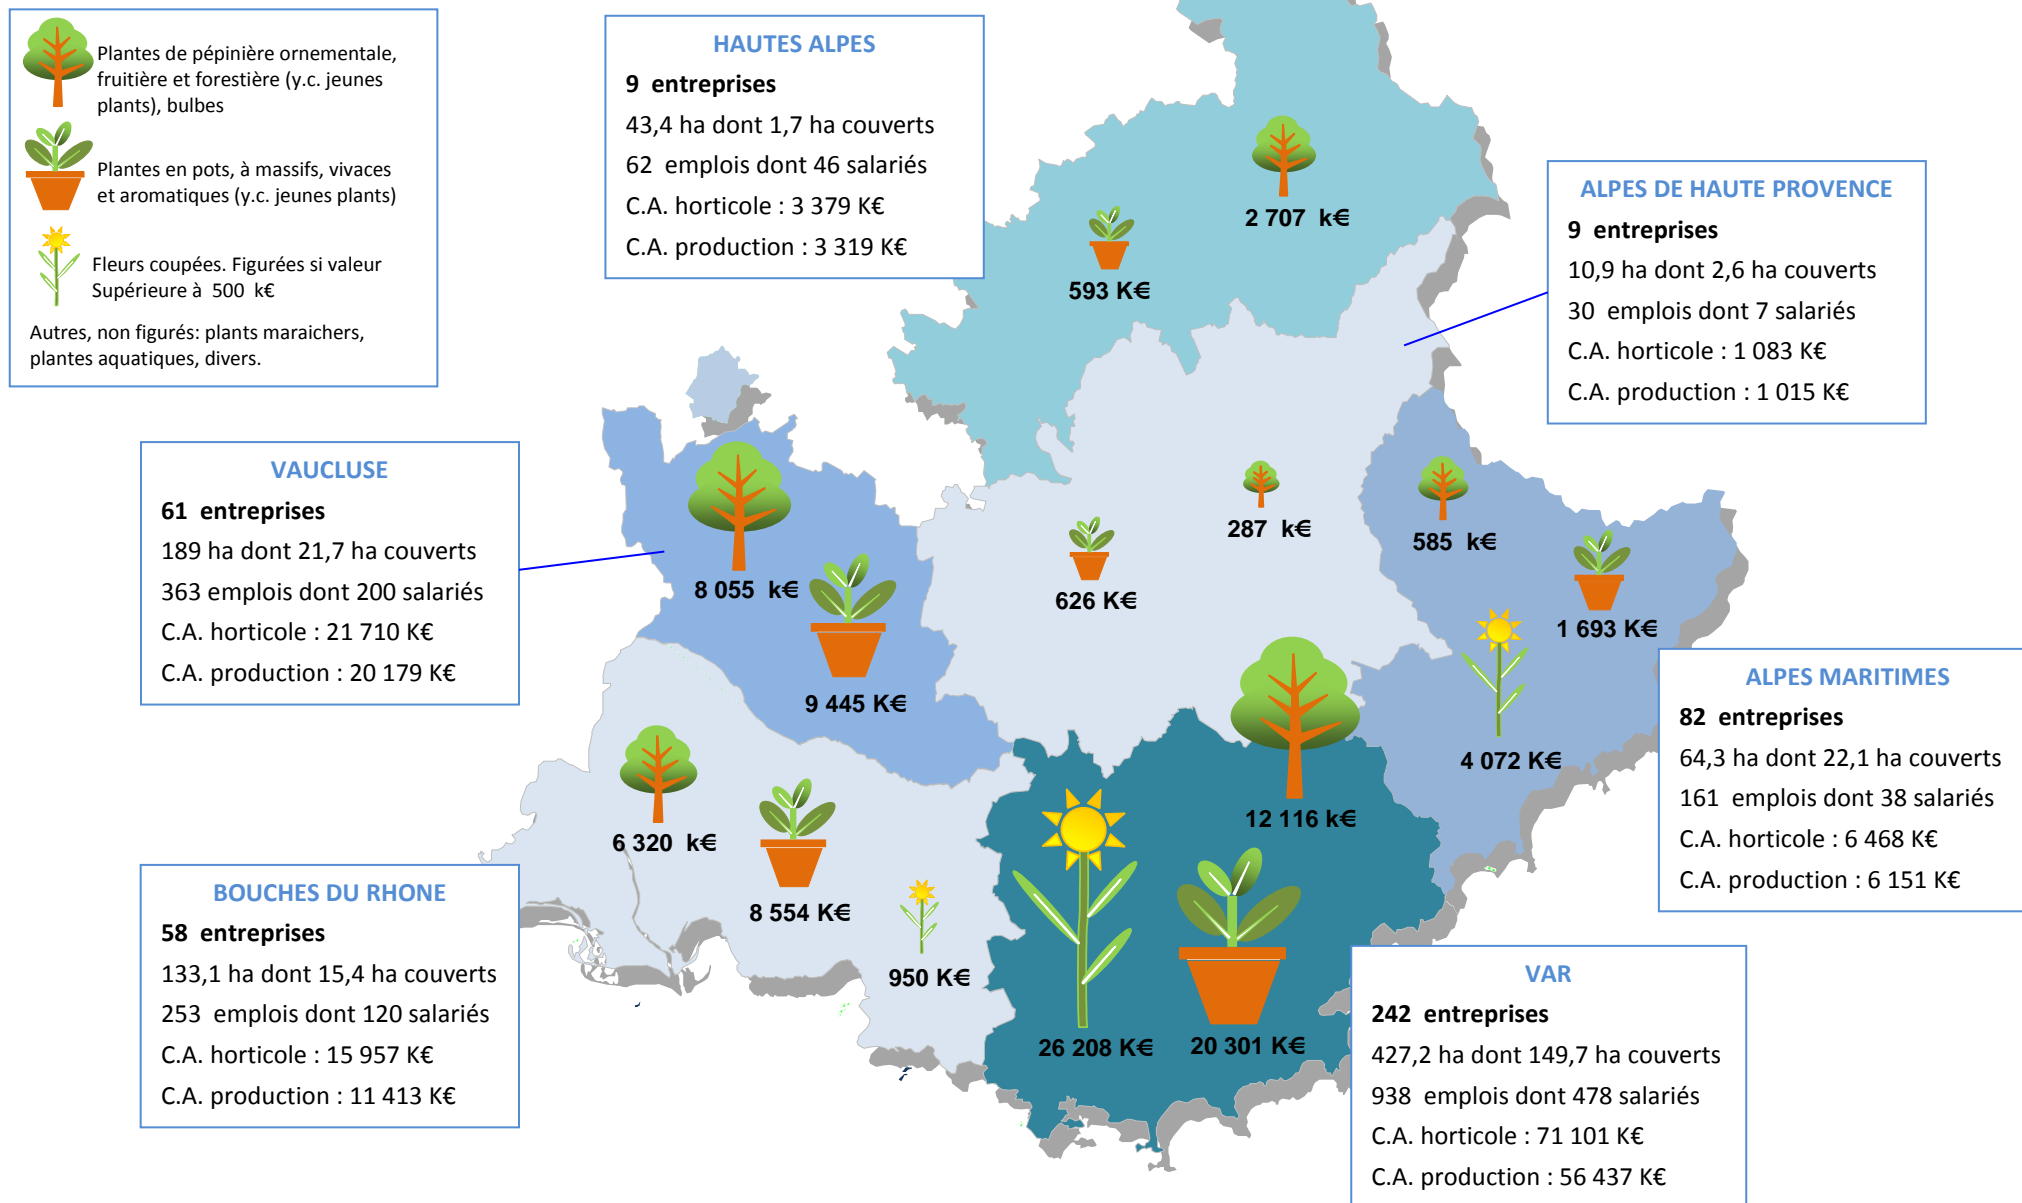 Plantes de pépinière ornementale,
fruitière et forestière (y.c. jeunes
plants), bulbes
Plantes en pots, à massifs, vivaces
et aromatiques (y.c. jeunes plants)
Fleurs coupées. Figurées si valeur
Supérieure à 500 k€
Autres, non figurés: plants maraichers,
plantes aquatiques, divers.
HAUTES ALPES
9 entreprises
43,4 ha dont 1,7 ha couverts
62 emplois dont 46 salariés
C.A. horticole : 3 379 K€
C.A. production : 3 319 K€
2 707 k€
593 K€
ALPES DE HAUTE PROVENCE
9 entreprises
10,9 ha dont 2,6 ha couverts
30 emplois dont 7 salariés
C.A. horticole : 1 083 K€
C.A. production : 1 015 K€
287 k€
626 K€
VAUCLUSE
61 entreprises
189 ha dont 21,7 ha couverts
363 emplois dont 200 salariés
C.A. horticole : 21 710 K€
C.A. production : 20 179 K€
8 055 k€
9 445 K€
585 k€
1 693 K€
4 072 K€
ALPES MARITIMES
82 entreprises
64,3 ha dont 22,1 ha couverts
161 emplois dont 38 salariés
C.A. horticole : 6 468 K€
C.A. production : 6 151 K€
6 320 k€
8 554 K€
950 K€
BOUCHES DU RHONE
58 entreprises
133,1 ha dont 15,4 ha couverts
253 emplois dont 120 salariés
C.A. horticole : 15 957 K€
C.A. production : 11 413 K€
12 116 k€
26 208 K€
20 301 K€
VAR
242 entreprises
427,2 ha dont 149,7 ha couverts
938 emplois dont 478 salariés
C.A. horticole : 71 101 K€
C.A. production : 56 437 K€